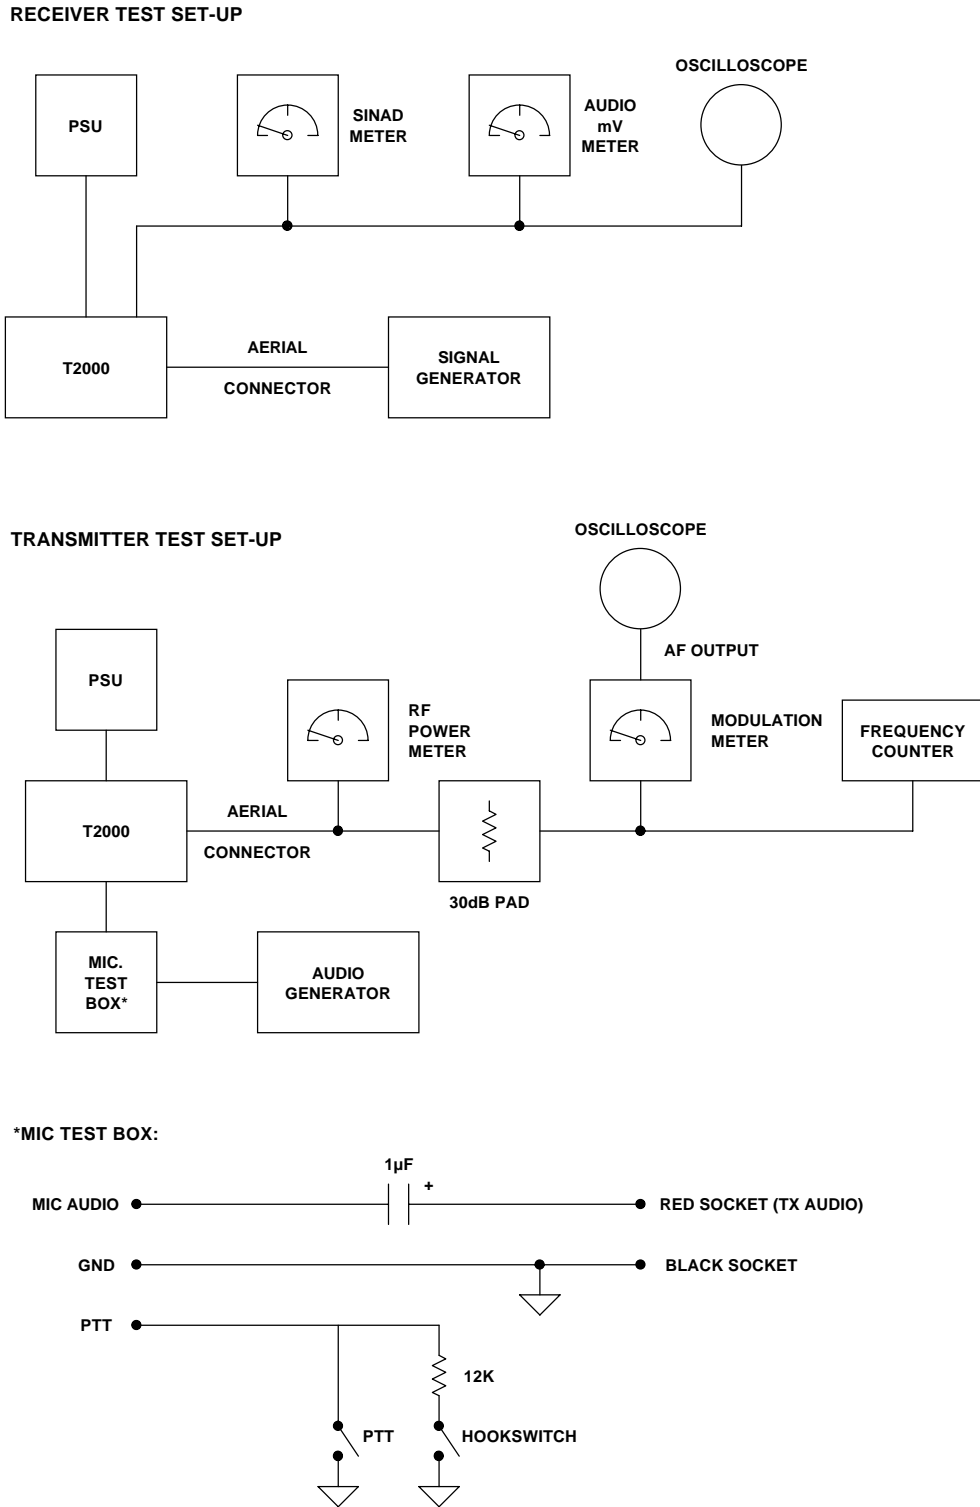 RECEIVER TEST SET-UP
OSCILLOSCOPE
PSU
SINAD
METER
AUDIO
mV
METER
T2000
AERIAL
CONNECTOR
SIGNAL
GENERATOR
TRANSMITTER TEST SET-UP
OSCILLOSCOPE
AF OUTPUT
PSU
RF
POWER
METER
MODULATION
METER
FREQUENCY
COUNTER
T2000
AERIAL
CONNECTOR
30dB PAD
MIC.
TEST
BOX*
AUDIO
GENERATOR
*MIC TEST BOX:
1µF
+
MIC AUDIO
RED SOCKET (TX AUDIO)
GND
BLACK SOCKET
PTT
12K
PTT
HOOKSWITCH